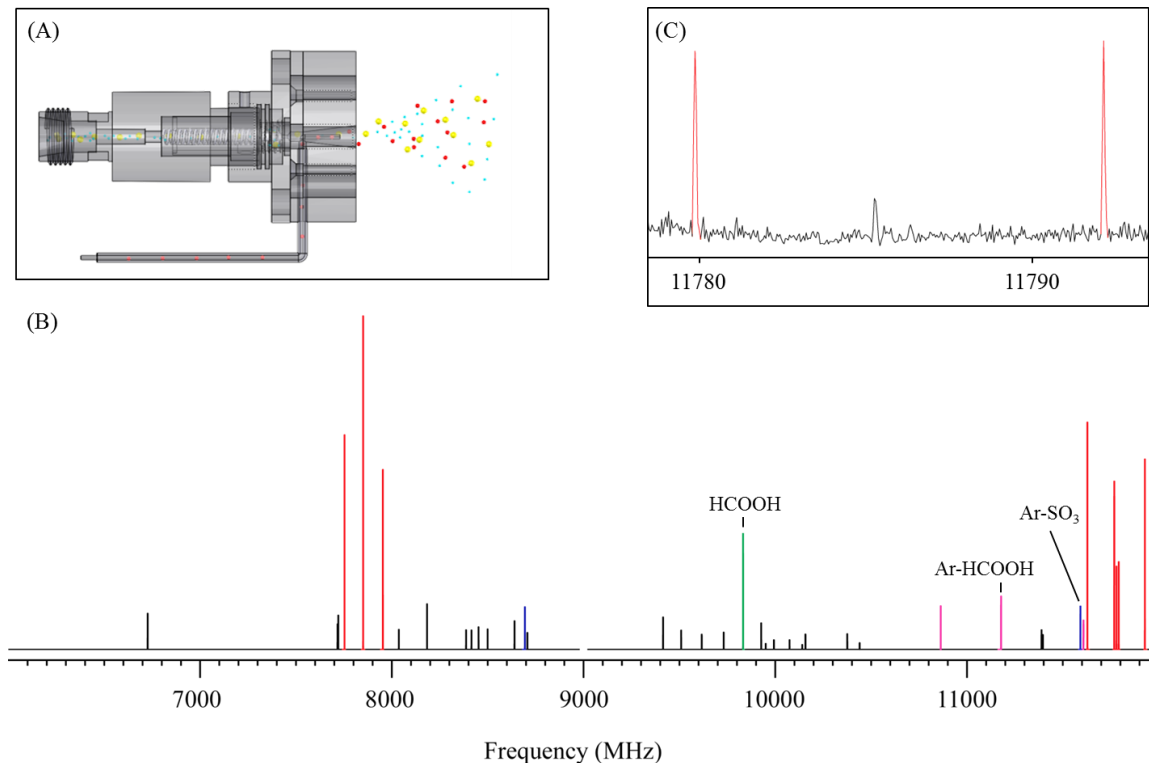 (A)
(C)
11780 11790
(B)
HCOOH
Ar-SO₃
Ar-HCOOH
7000 8000 9000 10000 11000
Frequency (MHz)